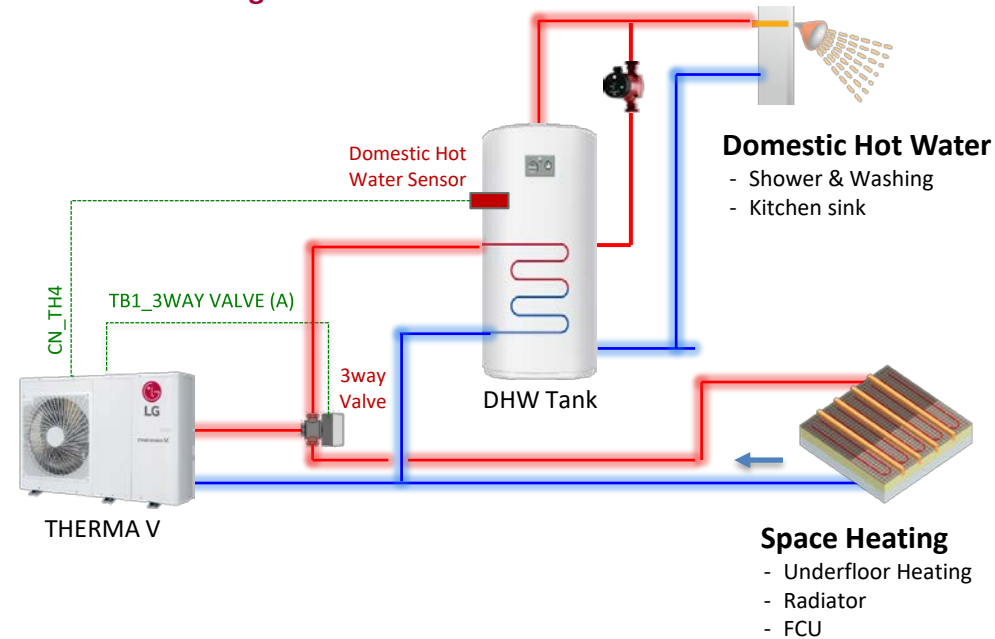 Domestic Hot
Water Sensor
Domestic Hot Water
- Shower & Washing
- Kitchen sink
CN_TH4
TB1_3WAY VALVE (A)
3way
Valve
DHW Tank
LG
THERMA V
Space Heating
- Underfloor Heating
- Radiator
- FCU